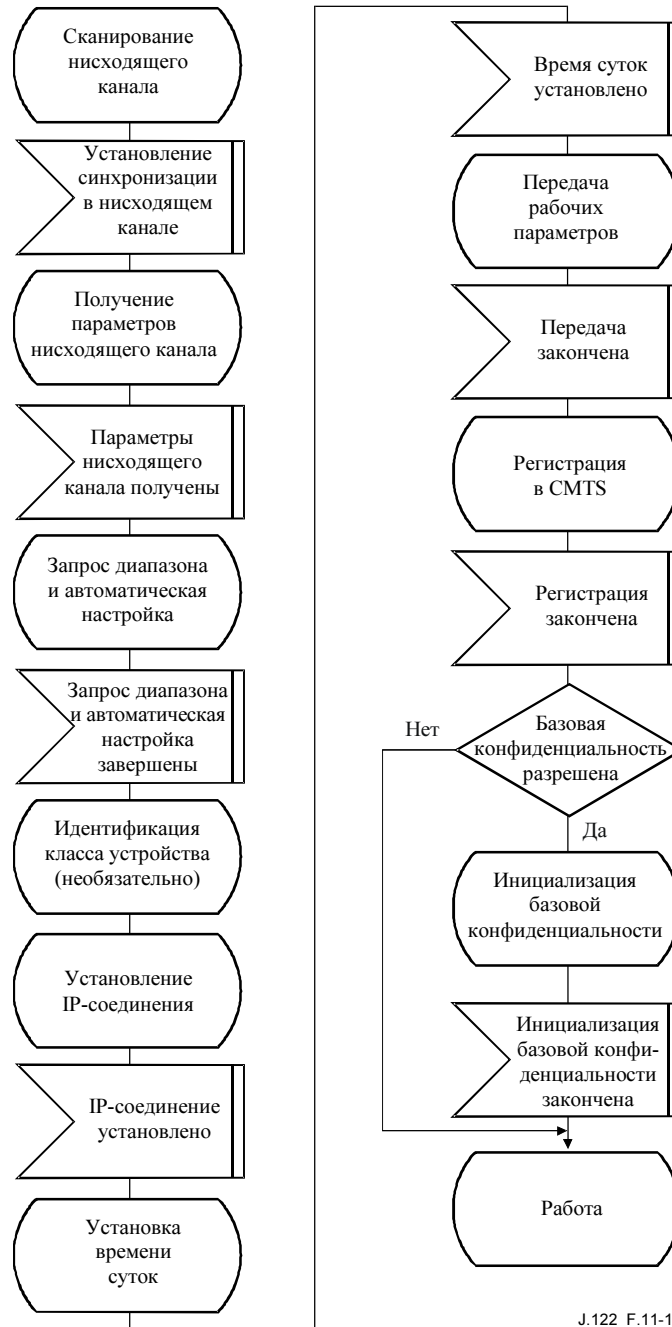 Сканирование
нисходящего
канала
Установление
синхронизации
в нисходящем
канале
Получение
параметров
нисходящего канала
Параметры
нисходящего
канала получены
Запрос диапазона
и автоматическая
настройка
Запрос диапазона
и автоматическая
настройка
завершены
Идентификация
класса устройства
(необязательно)
Установление
IP-соединения
IP-соединение
установлено
Установка
времени
суток
Время суток
установлено
Передача
рабочих
параметров
Передача
закончена
Регистрация
в CMTS
Регистрация
закончена
Базовая
конфиденциальность
разрешена
Нет
Да
Инициализация
базовой
конфиденциальности
Инициализация
базовой конфи-
денциальности
закончена
Работа
J.122_F.11-1